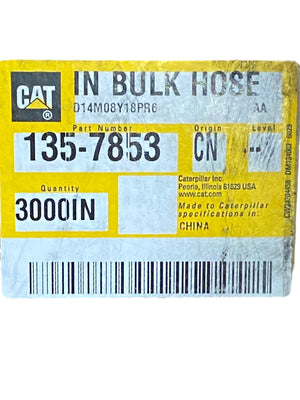 IN BULK HOSE
CAT
®
D14M08Y18PR6 AA
Part Number Origin Level
135-7853 CN --
Caterpillar Inc.
Peoria, Illinois 61629 USA
www.cat.com
Quantity
3000IN
Made to Caterpillar
specifications in:
CHINA